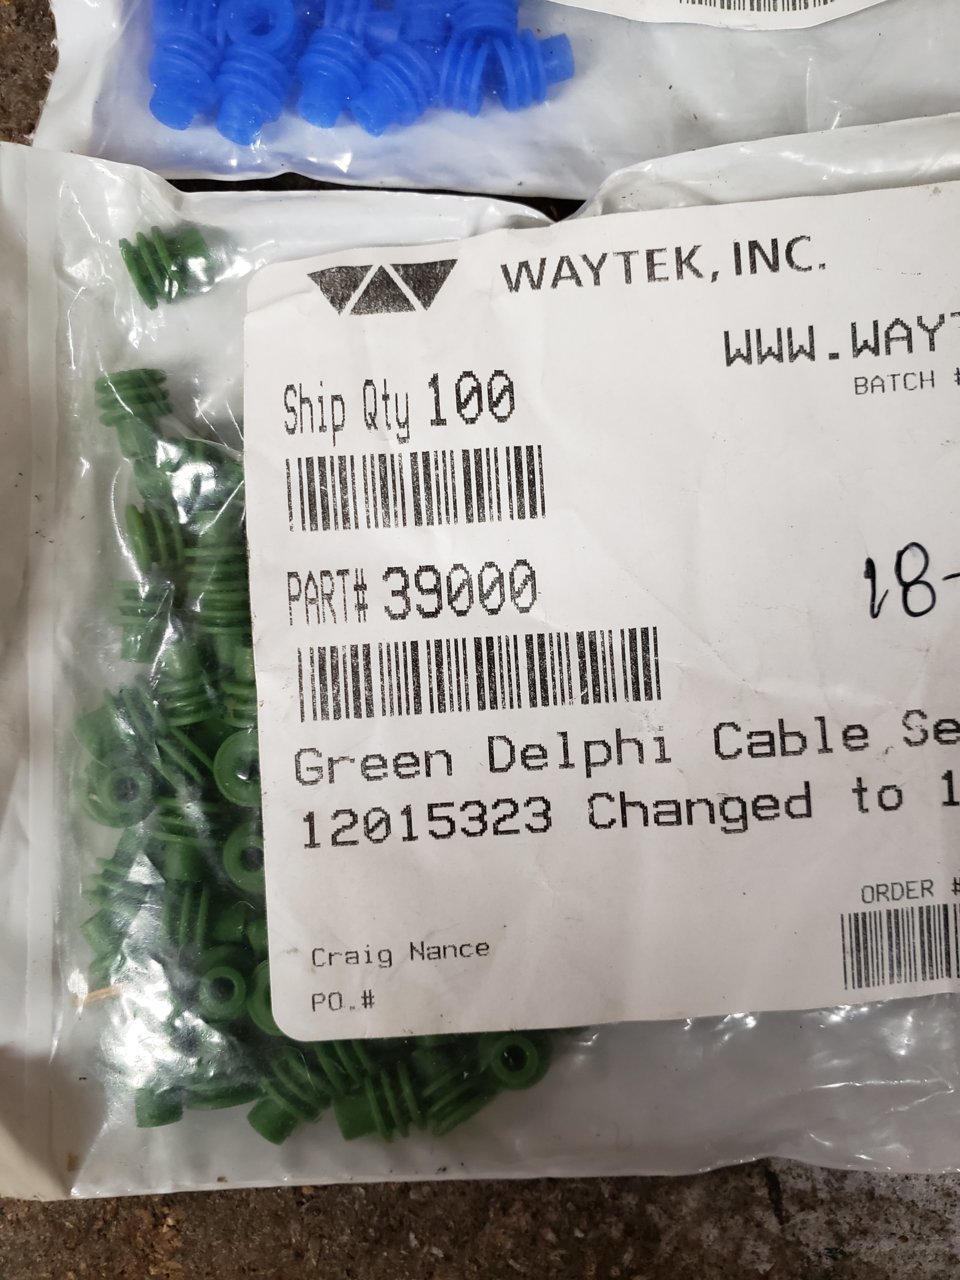 WAYTEK, INC.
WWW.WAY
BATCH #
Ship Qty 100
PART# 39000
18-
Green Delphi Cable Se
12015323 Changed to 1
ORDER #
Craig Nance
PO.#